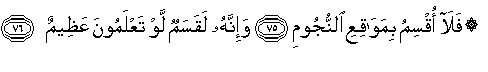 ۞ فَلَآ أُقْسِمُ بِمَوَٰقِعِ ٱلنُّجُومِ ۝٧٥ وَإِنَّهُۥ لَقَسَمٌۭ لَّوْ تَعْلَمُونَ عَظِيمٌ ۝٧٦